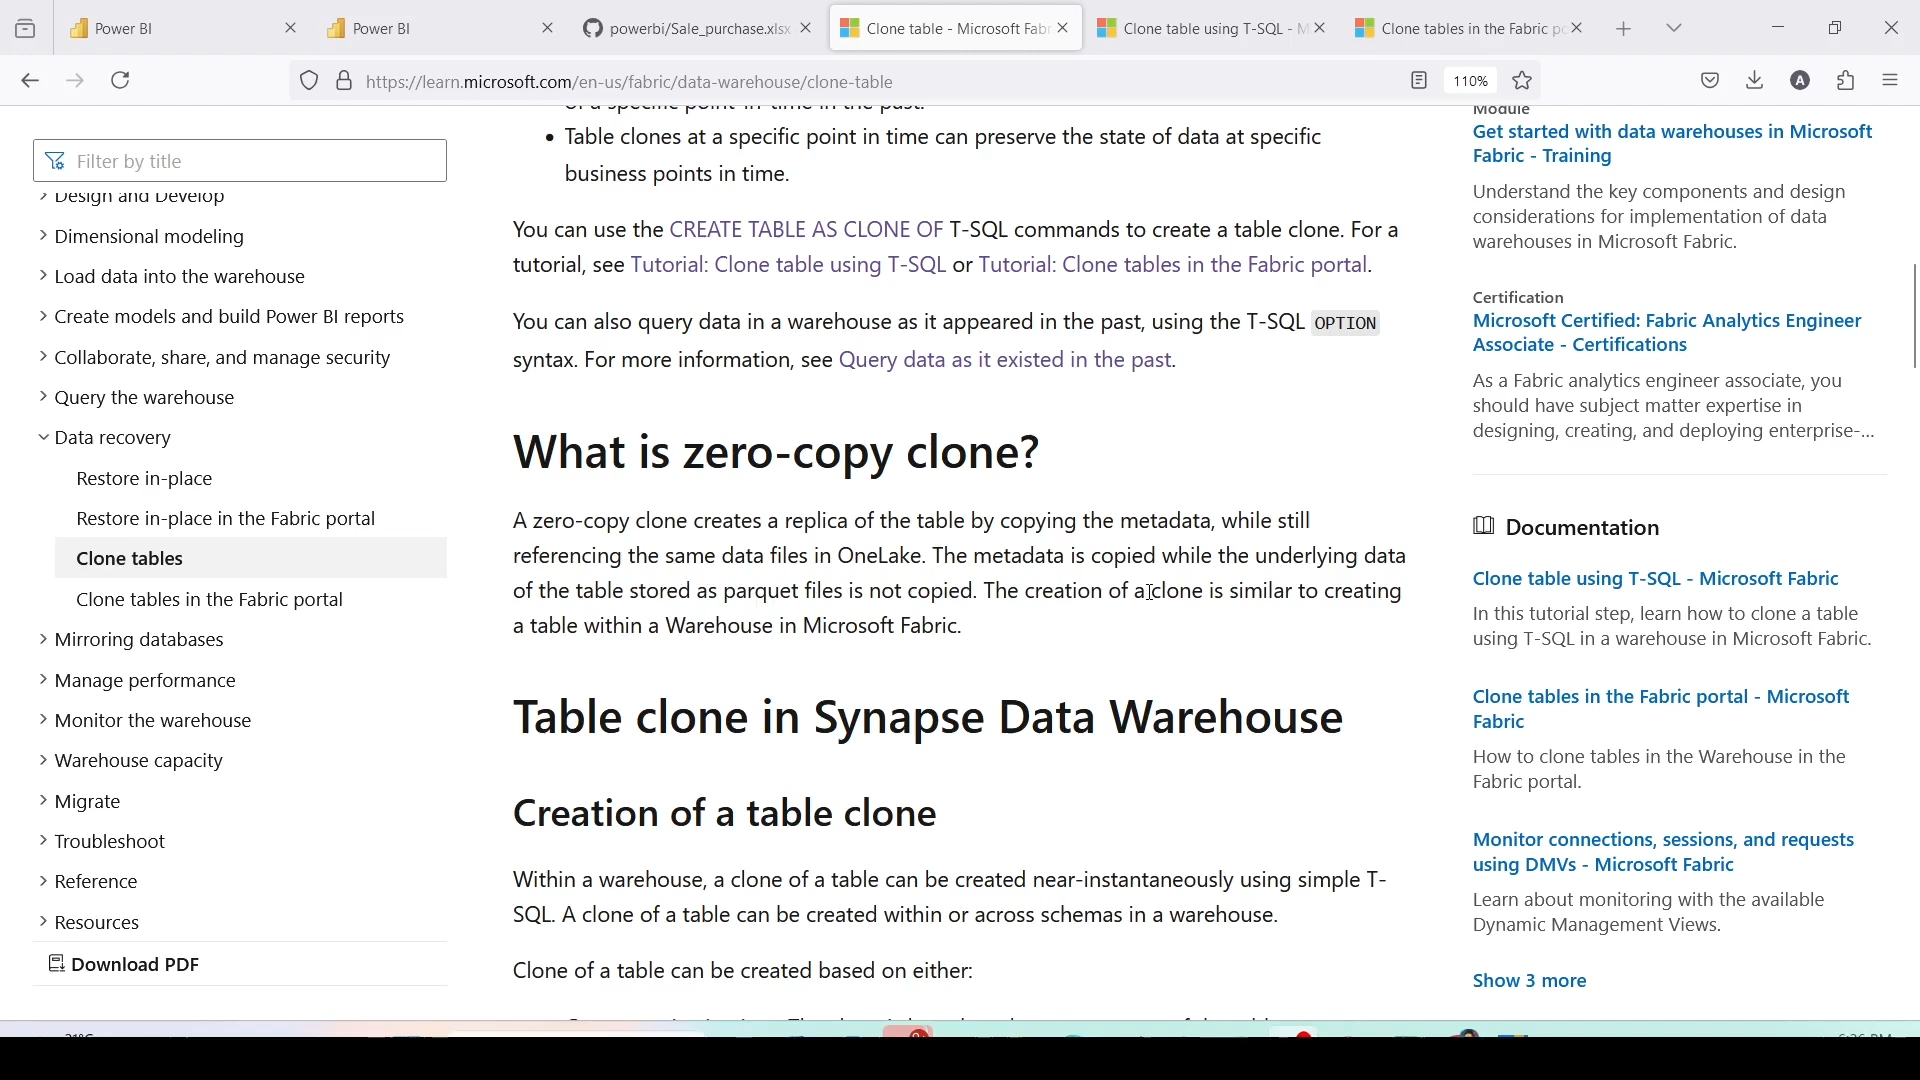 Power BI
Power BI
powerbi/Sale_purchase.xlsx
Clone table - Microsoft Fabr
Clone table using T-SQL - M
Clone tables in the Fabric po
https://learn.microsoft.com/en-us/fabric/data-warehouse/clone-table
110%
A
Filter by title
Design and Develop
Dimensional modeling
Load data into the warehouse
Create models and build Power BI reports
Collaborate, share, and manage security
Query the warehouse
Data recovery
Restore in-place
Restore in-place in the Fabric portal
Clone tables
Clone tables in the Fabric portal
Mirroring databases
Manage performance
Monitor the warehouse
Warehouse capacity
Migrate
Troubleshoot
Reference
Resources
Download PDF
of a specific point-in-time in the past.
• Table clones at a specific point in time can preserve the state of data at specific
business points in time.
You can use the CREATE TABLE AS CLONE OF T-SQL commands to create a table clone. For a
tutorial, see Tutorial: Clone table using T-SQL or Tutorial: Clone tables in the Fabric portal.
You can also query data in a warehouse as it appeared in the past, using the T-SQL OPTION
syntax. For more information, see Query data as it existed in the past.
What is zero-copy clone?
A zero-copy clone creates a replica of the table by copying the metadata, while still
referencing the same data files in OneLake. The metadata is copied while the underlying data
of the table stored as parquet files is not copied. The creation of a clone is similar to creating
a table within a Warehouse in Microsoft Fabric.
Table clone in Synapse Data Warehouse
Creation of a table clone
Within a warehouse, a clone of a table can be created near-instantaneously using simple T-
SQL. A clone of a table can be created within or across schemas in a warehouse.
Clone of a table can be created based on either:
Module
Get started with data warehouses in Microsoft
Fabric - Training
Understand the key components and design
considerations for implementation of data
warehouses in Microsoft Fabric.
Certification
Microsoft Certified: Fabric Analytics Engineer
Associate - Certifications
As a Fabric analytics engineer associate, you
should have subject matter expertise in
designing, creating, and deploying enterprise-...
Documentation
Clone table using T-SQL - Microsoft Fabric
In this tutorial step, learn how to clone a table
using T-SQL in a warehouse in Microsoft Fabric.
Clone tables in the Fabric portal - Microsoft
Fabric
How to clone tables in the Warehouse in the
Fabric portal.
Monitor connections, sessions, and requests
using DMVs - Microsoft Fabric
Learn about monitoring with the available
Dynamic Management Views.
Show 3 more